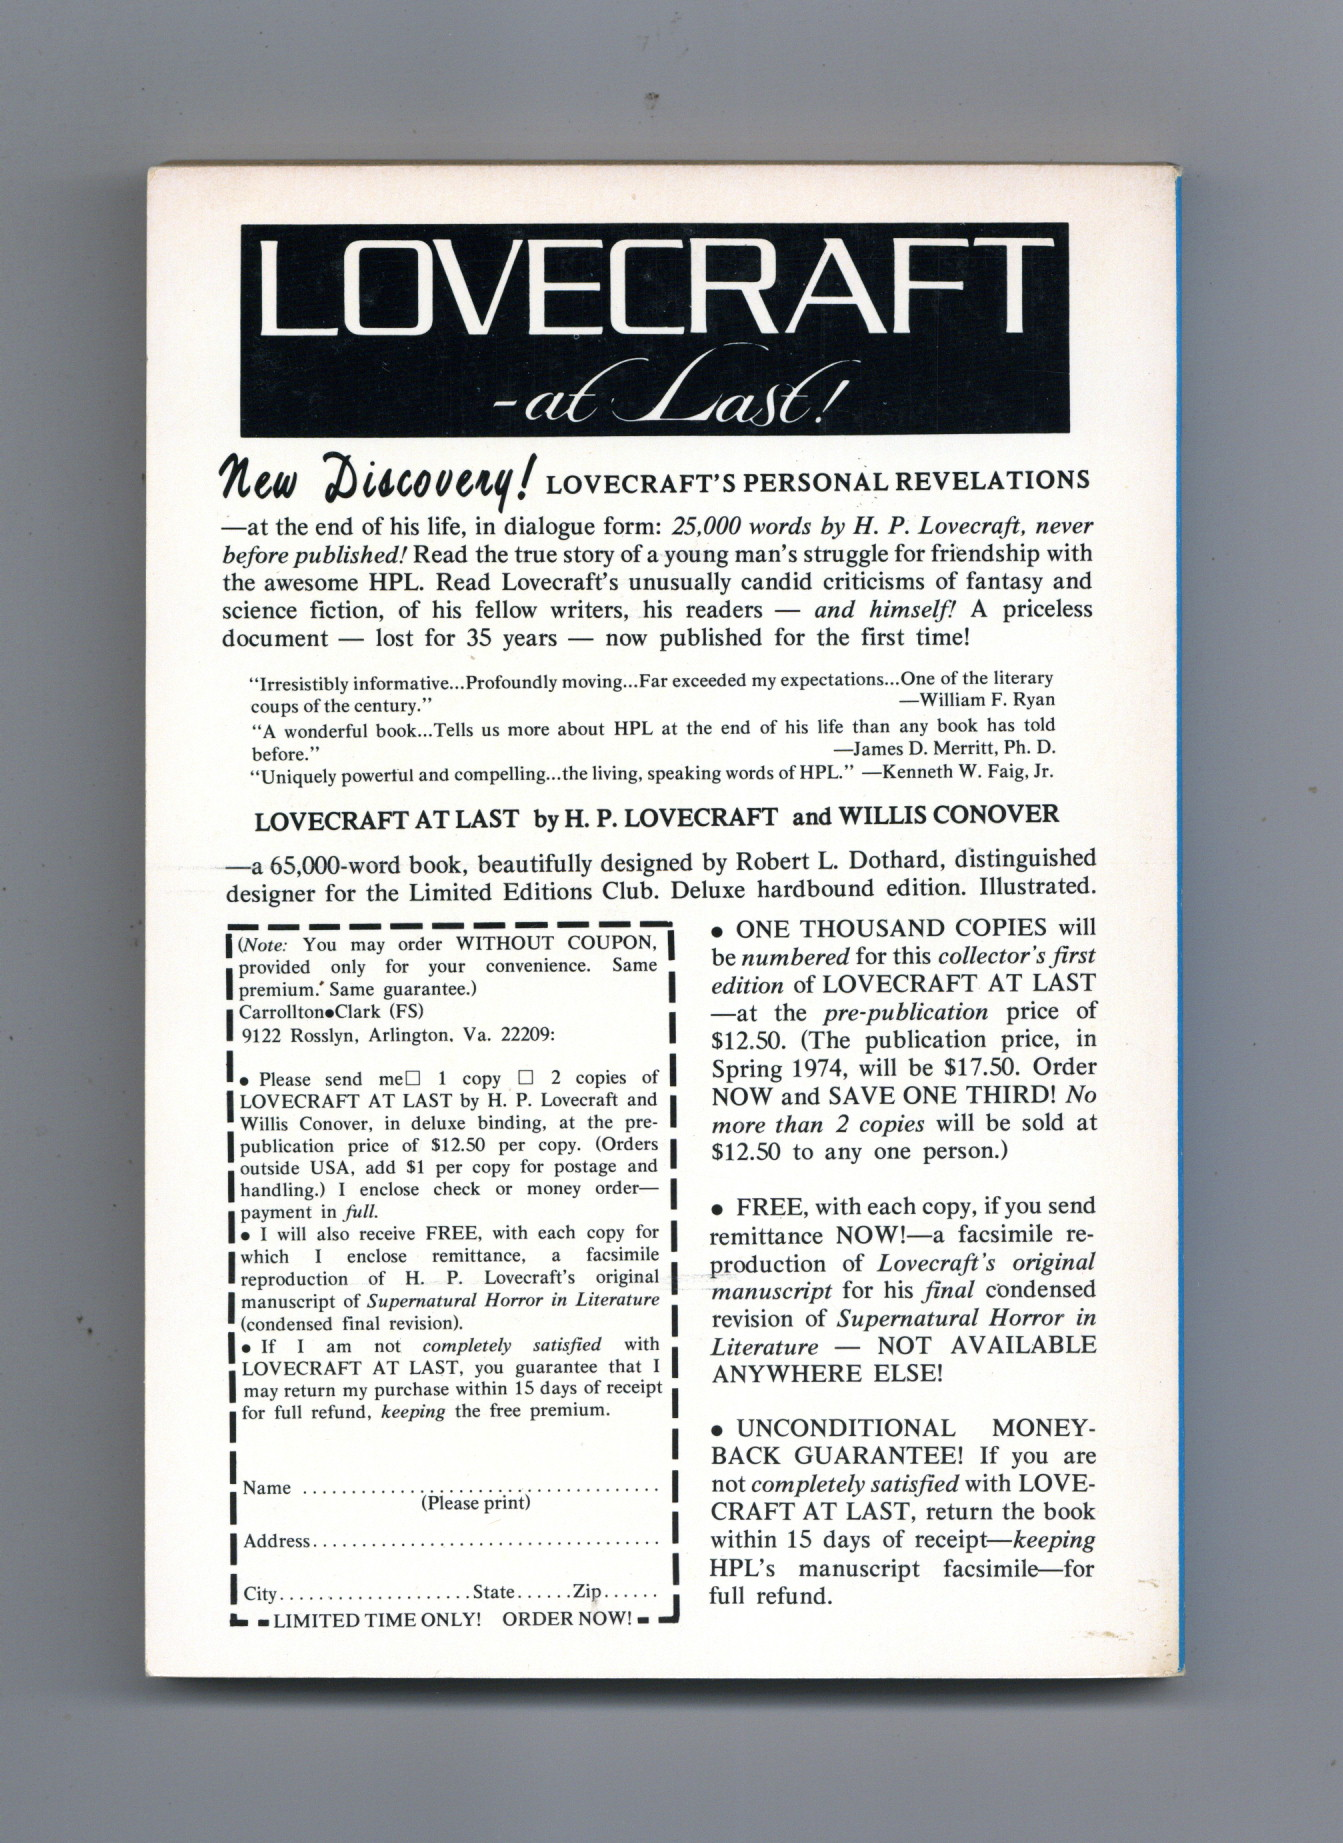 LOVECRAFT
-at Last!
New Discovery! LOVECRAFT'S PERSONAL REVELATIONS
—at the end of his life, in dialogue form: 25,000 words by H. P. Lovecraft, never
before published! Read the true story of a young man's struggle for friendship with
the awesome HPL. Read Lovecraft's unusually candid criticisms of fantasy and
science fiction, of his fellow writers, his readers — and himself! A priceless
document — lost for 35 years — now published for the first time!
“Irresistibly informative...Profoundly moving...Far exceeded my expectations...One of the literary
coups of the century.” —William F. Ryan
“A wonderful book...Tells us more about HPL at the end of his life than any book has told
before.” —James D. Merritt, Ph. D.
“Uniquely powerful and compelling...the living, speaking words of HPL.” —Kenneth W. Faig, Jr.
LOVECRAFT AT LAST by H. P. LOVECRAFT and WILLIS CONOVER
—a 65,000-word book, beautifully designed by Robert L. Dothard, distinguished
designer for the Limited Editions Club. Deluxe hardbound edition. Illustrated.
(Note: You may order WITHOUT COUPON,
provided only for your convenience. Same
premium. Same guarantee.)
Carrollton●Clark (FS)
9122 Rosslyn, Arlington, Va. 22209:
● Please send me□ 1 copy □ 2 copies of
LOVECRAFT AT LAST by H. P. Lovecraft and
Willis Conover, in deluxe binding, at the pre-
publication price of $12.50 per copy. (Orders
outside USA, add $1 per copy for postage and
handling.) I enclose check or money order—
payment in full.
● I will also receive FREE, with each copy for
which I enclose remittance, a facsimile
reproduction of H. P. Lovecraft's original
manuscript of Supernatural Horror in Literature
(condensed final revision).
● If I am not completely satisfied with
LOVECRAFT AT LAST, you guarantee that I
may return my purchase within 15 days of receipt
for full refund, keeping the free premium.
Name ....................................
(Please print)
Address...................................
City....................State......Zip......
LIMITED TIME ONLY! ORDER NOW!
● ONE THOUSAND COPIES will
be numbered for this collector's first
edition of LOVECRAFT AT LAST
—at the pre-publication price of
$12.50. (The publication price, in
Spring 1974, will be $17.50. Order
NOW and SAVE ONE THIRD! No
more than 2 copies will be sold at
$12.50 to any one person.)
● FREE, with each copy, if you send
remittance NOW!—a facsimile re-
production of Lovecraft's original
manuscript for his final condensed
revision of Supernatural Horror in
Literature — NOT AVAILABLE
ANYWHERE ELSE!
● UNCONDITIONAL MONEY-
BACK GUARANTEE! If you are
not completely satisfied with LOVE-
CRAFT AT LAST, return the book
within 15 days of receipt—keeping
HPL's manuscript facsimile—for
full refund.